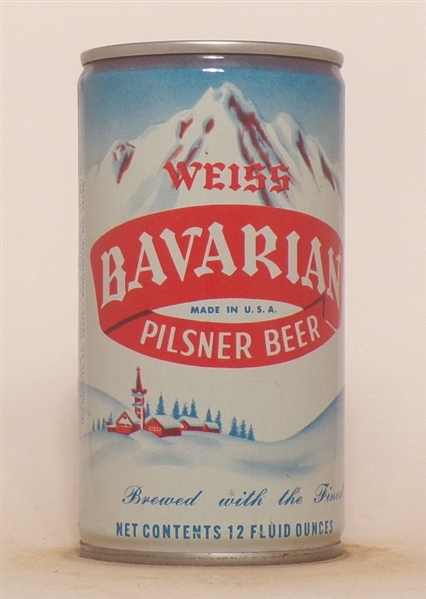 WEISS
BAVARIAN
MADE IN U.S.A.
PILSNER BEER
Brewed with the Finest
NET CONTENTS 12 FLUID OUNCES